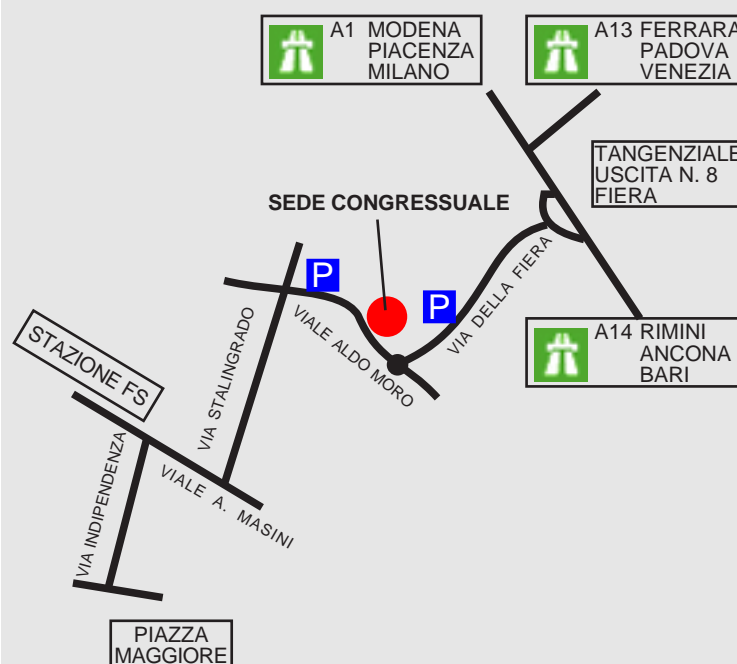 A1 MODENA
PIACENZA
MILANO
A13 FERRARA
PADOVA
VENEZIA
TANGENZIALE
USCITA N. 8
FIERA
SEDE CONGRESSUALE
P
P
VIA DELLA FIERA
VIALE ALDO MORO
VIA STALINGRADO
A14 RIMINI
ANCONA
BARI
STAZIONE FS
VIALE A. MASINI
VIA INDIPENDENZA
PIAZZA
MAGGIORE